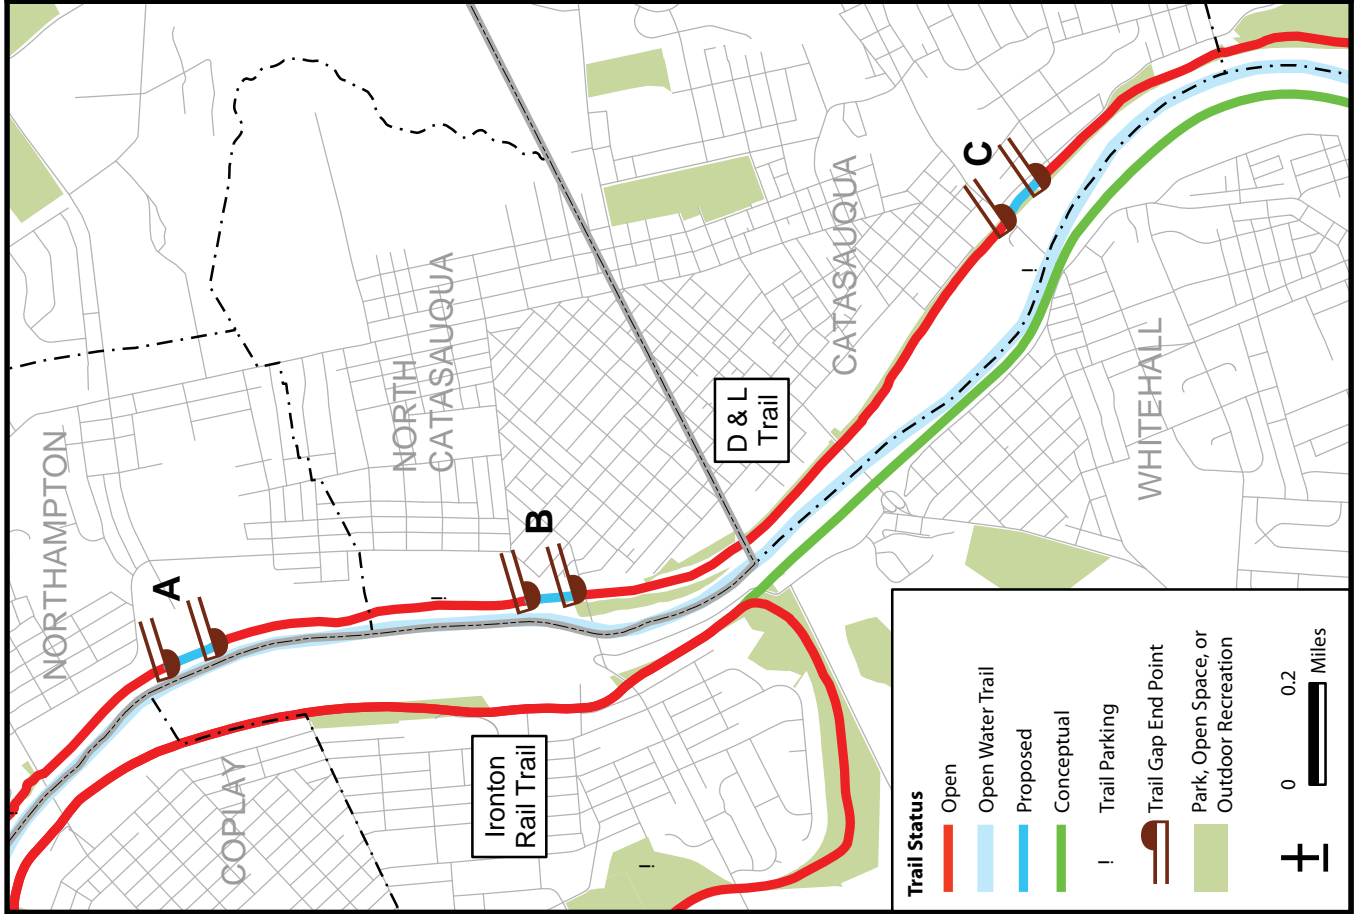 NORTHAMPTON
A
NORTH
CATASAUQUA
B
COPLAY
Ironton
Rail Trail
D & L
Trail
CATASAUQUA
C
WHITEHALL
Trail Status
Open
Open Water Trail
Proposed
Conceptual
! Trail Parking
Trail Gap End Point
Park, Open Space, or
Outdoor Recreation
0 0.2
Miles